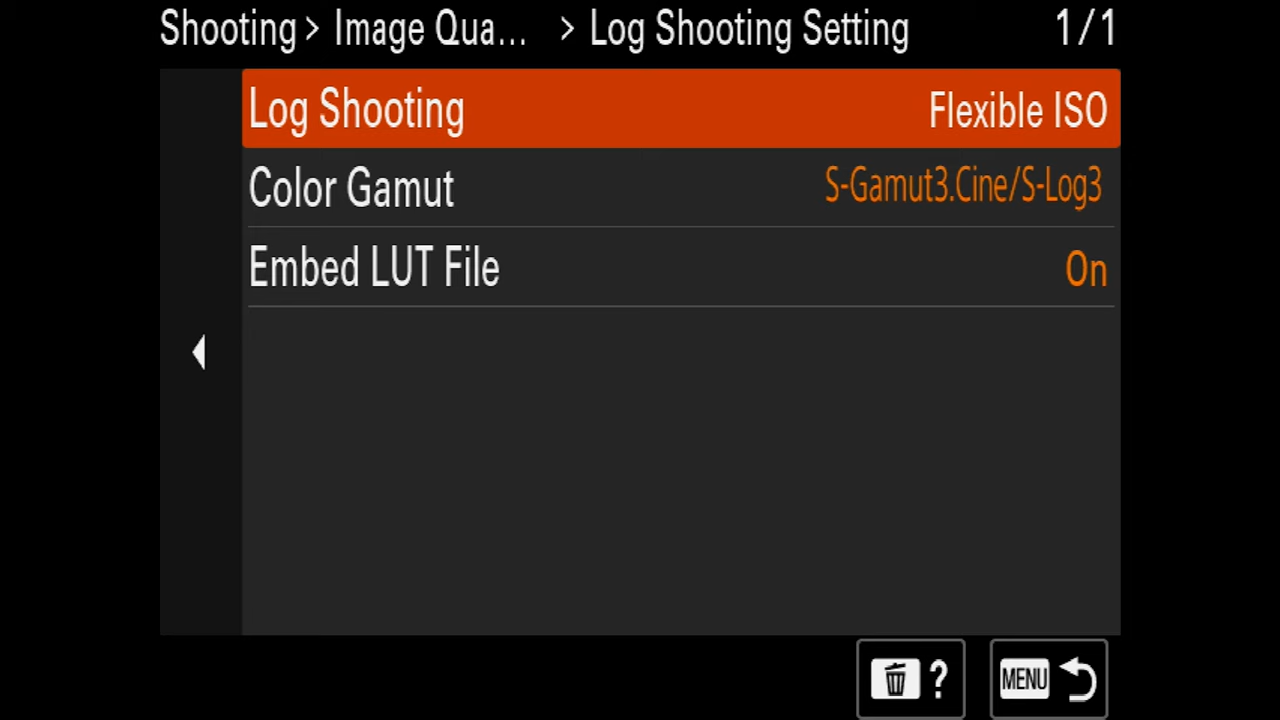 Shooting > Image Qua... > Log Shooting Setting 1/1
Log Shooting Flexible ISO
Color Gamut S-Gamut3.Cine/S-Log3
Embed LUT File On
? MENU